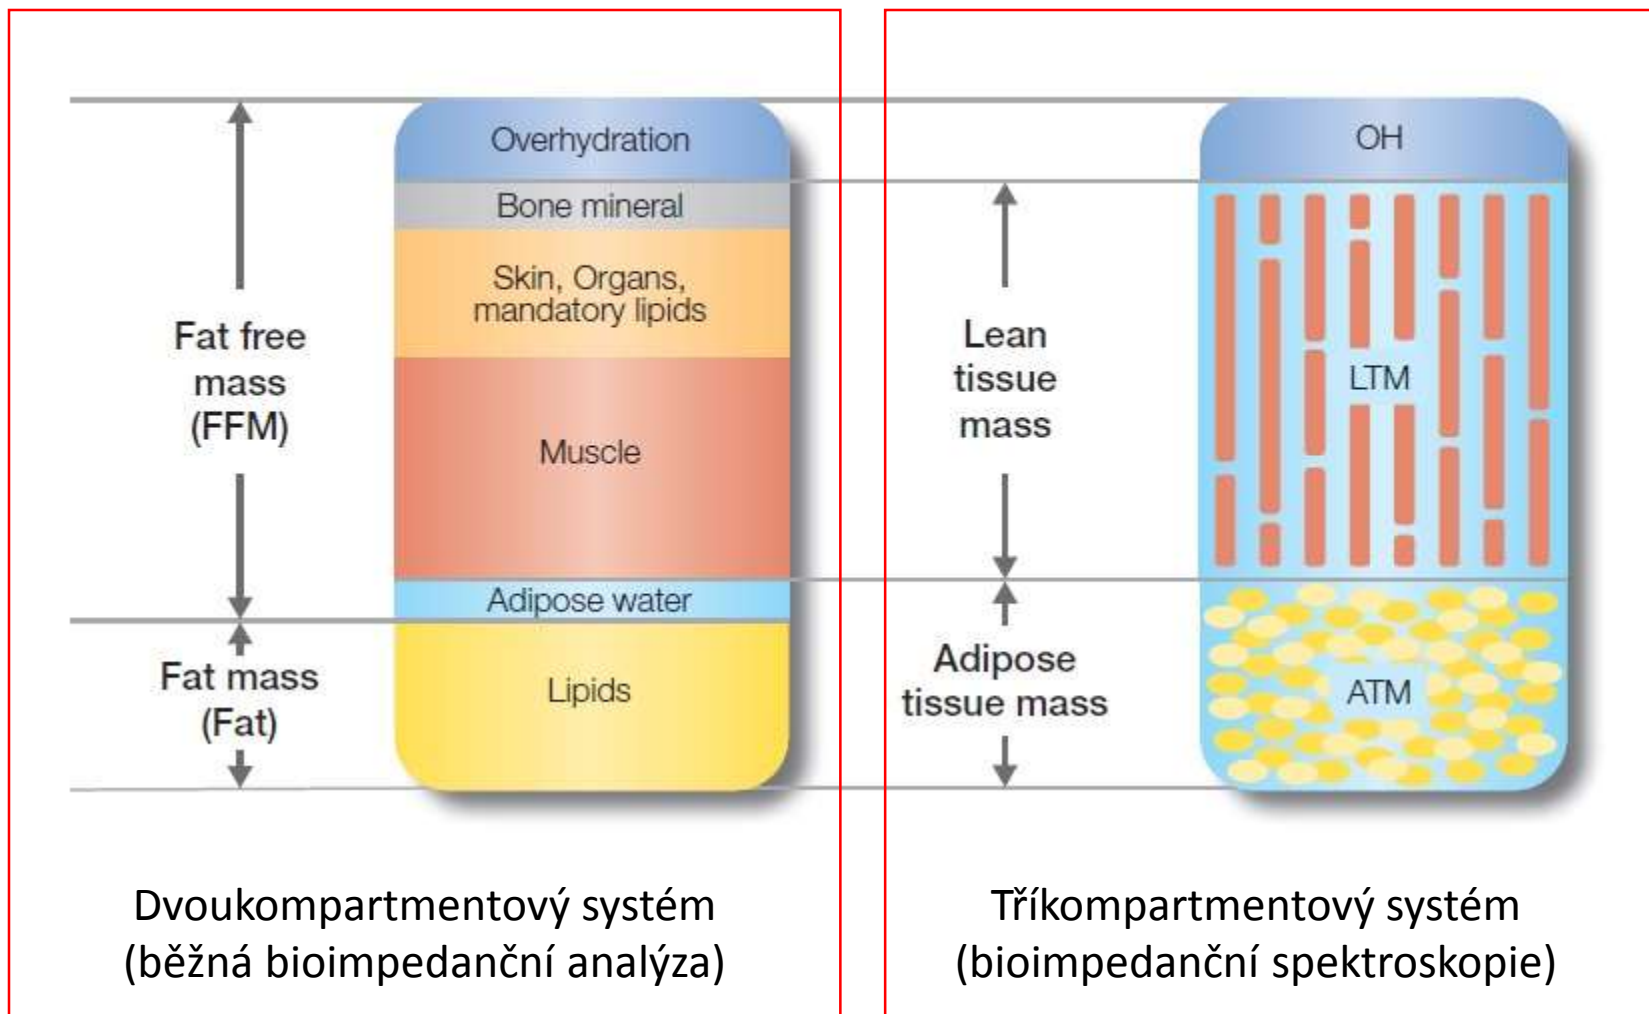 Overhydration
Bone mineral
Skin, Organs,
mandatory lipids
Muscle
Adipose water
Lipids
Fat free
mass
(FFM)
Fat mass
(Fat)
Dvoukompartmentový systém
(běžná bioimpedanční analýza)
OH
Lean
tissue
mass
LTM
Adipose
tissue mass
ATM
Tříkompartmentový systém
(bioimpedanční spektroskopie)